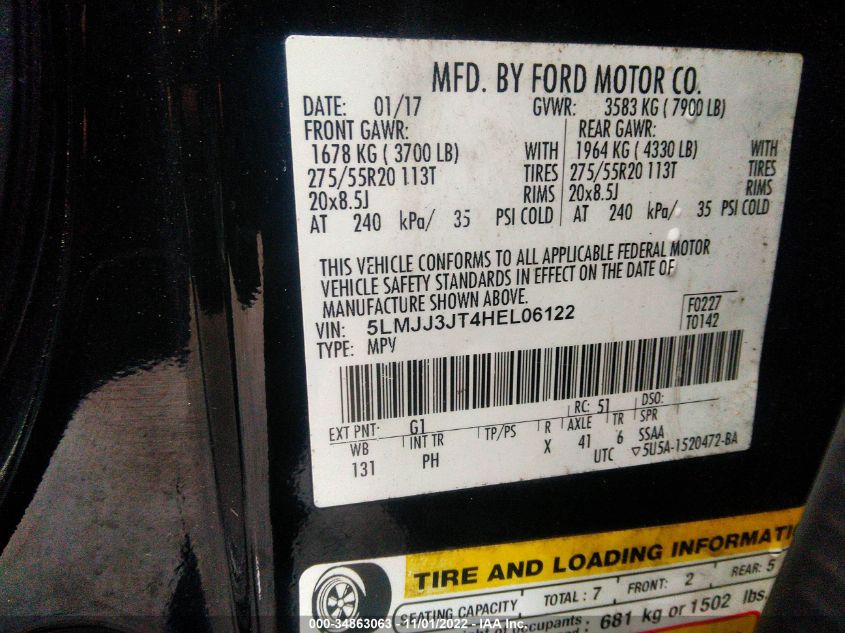 MFD. BY FORD MOTOR CO.
DATE: 01/17 GVWR: 3583 KG ( 7900 LB)
FRONT GAWR: REAR GAWR:
1678 KG ( 3700 LB) WITH 1964 KG ( 4330 LB) WITH
275/55R20 113T TIRES 275/55R20 113T TIRES
20x8.5J RIMS 20x8.5J RIMS
AT 240 kPa/ 35 PSI COLD AT 240 kPa/ 35 PSI COLD
THIS VEHICLE CONFORMS TO ALL APPLICABLE FEDERAL MOTOR
VEHICLE SAFETY STANDARDS IN EFFECT ON THE DATE OF
MANUFACTURE SHOWN ABOVE.
VIN: 5LMJJ3JT4HEL06122 F0227
TYPE: MPV T0142
EXT PNT: G1 RC: 51 DSO:
WB INT TR TP/PS R AXLE TR SPR
131 PH X 41 6 SSAA
UTC ▽5U5A-1520472-BA
TIRE AND LOADING INFORMATI
SEATING CAPACITY TOTAL : 7 FRONT: 2 REAR: 5
of occupants : 681 kg or 1502 lbs.
000-34863063 - 11/01/2022 - IAA Inc.